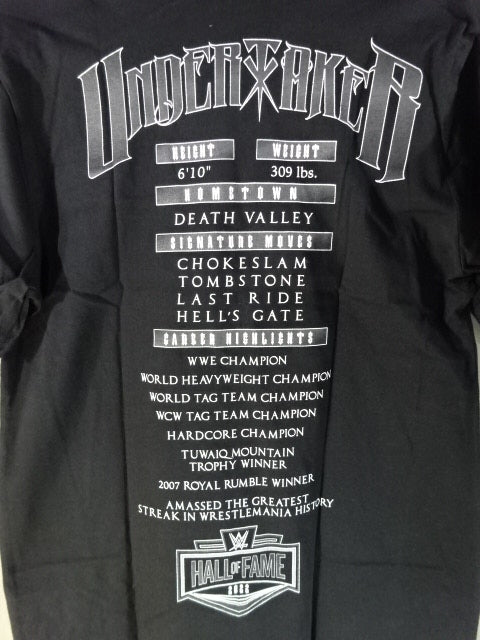 UNDERTAKER
HEIGHT WEIGHT
6'10" 309 lbs.
HOMETOWN
DEATH VALLEY
SIGNATURE MOVES
CHOKESLAM
TOMBSTONE
LAST RIDE
HELL'S GATE
CAREER HIGHLIGHTS
WWE CHAMPION
WORLD HEAVYWEIGHT CHAMPION
WORLD TAG TEAM CHAMPION
WCW TAG TEAM CHAMPION
HARDCORE CHAMPION
TUWAIQ MOUNTAIN
TROPHY WINNER
2007 ROYAL RUMBLE WINNER
AMASSED THE GREATEST
STREAK IN WRESTLEMANIA HISTORY
W
HALL OF FAME
2022